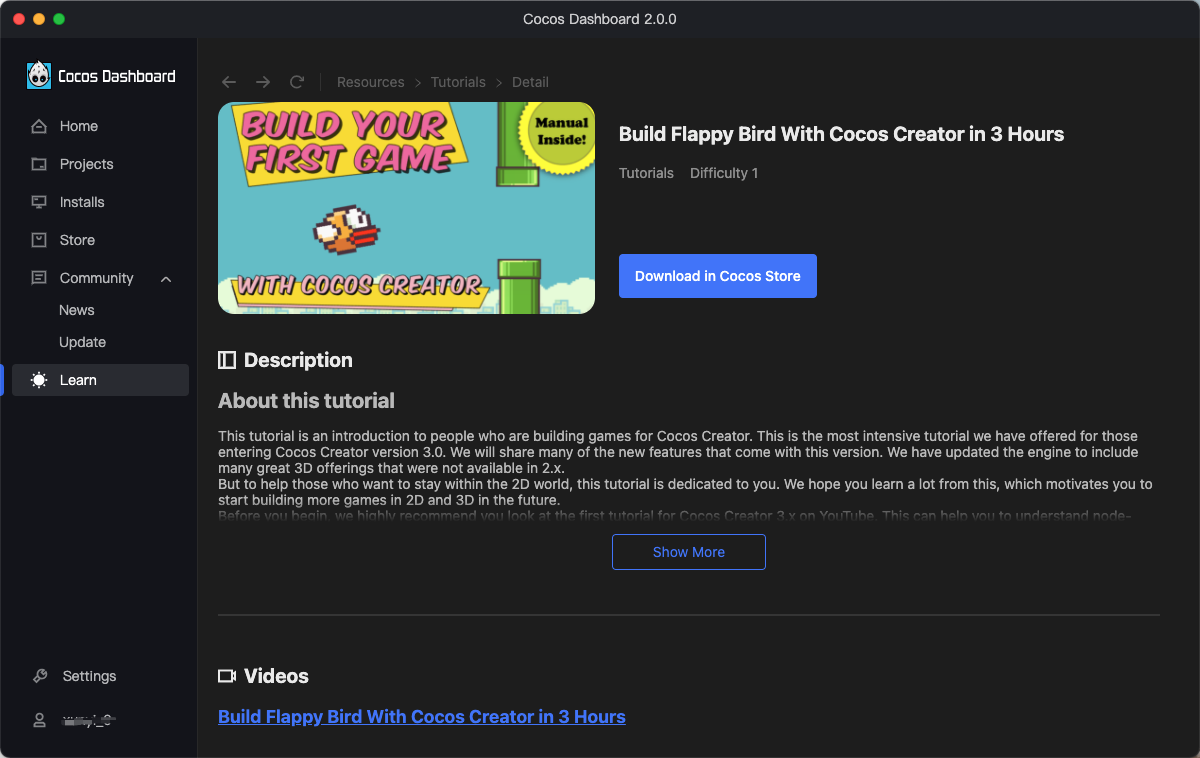 Cocos Dashboard 2.0.0
Cocos Dashboard
Home
Projects
Installs
Store
Community
News
Update
Learn
Settings
Resources > Tutorials > Detail
BUILD YOUR
FIRST GAME
Manual
Inside!
WITH COCOS CREATOR
Build Flappy Bird With Cocos Creator in 3 Hours
Tutorials Difficulty 1
Download in Cocos Store
Description
About this tutorial
This tutorial is an introduction to people who are building games for Cocos Creator. This is the most intensive tutorial we have offered for those
entering Cocos Creator version 3.0. We will share many of the new features that come with this version. We have updated the engine to include
many great 3D offerings that were not available in 2.x.
But to help those who want to stay within the 2D world, this tutorial is dedicated to you. We hope you learn a lot from this, which motivates you to
start building more games in 2D and 3D in the future.
Before you begin, we highly recommend you look at the first tutorial for Cocos Creator 3.x on YouTube. This can help you to understand node-
Show More
Videos
Build Flappy Bird With Cocos Creator in 3 Hours